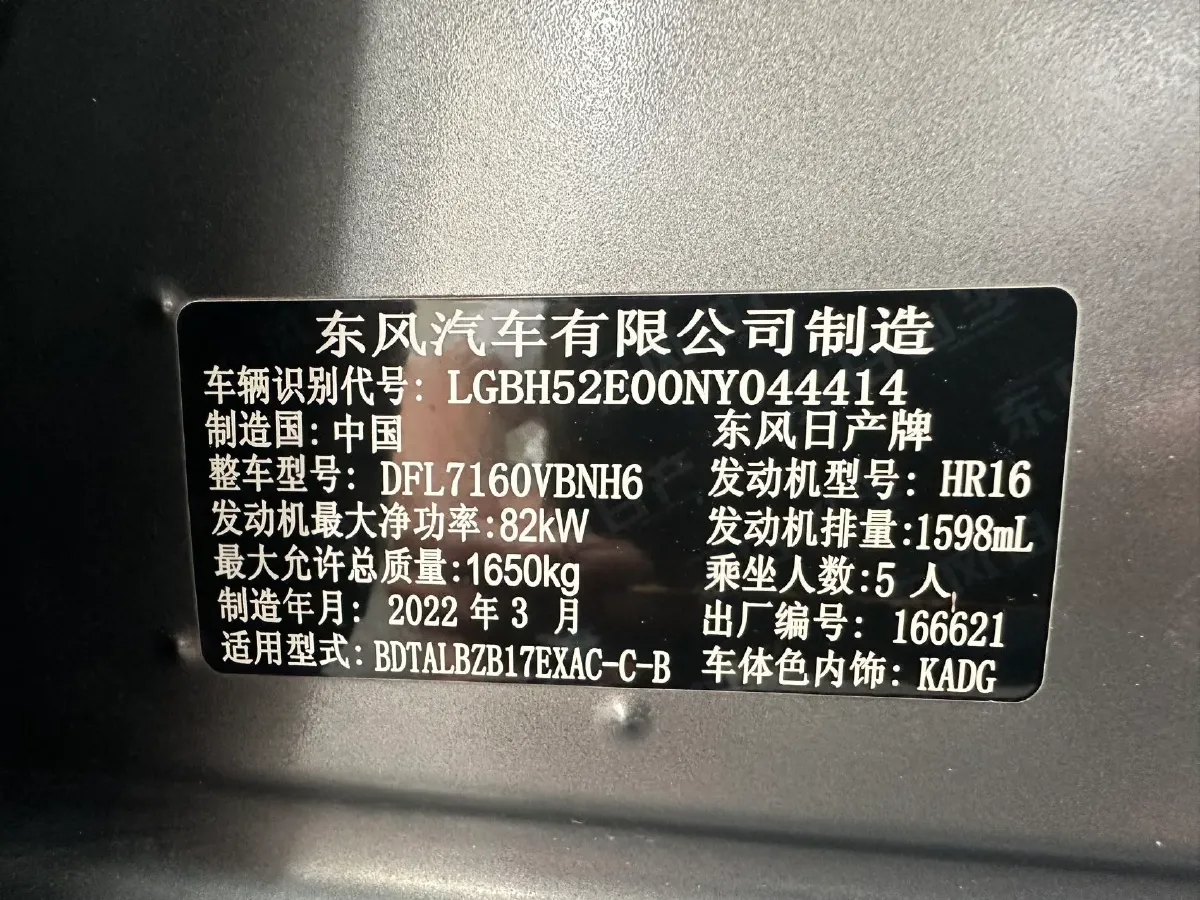 东风汽车有限公司制造
车辆识别代号: LGBH52E00NY044414
制造国: 中国 东风日产牌
整车型号: DFL7160VBNH6 发动机型号: HR16
发动机最大净功率:82kW 发动机排量:1598mL
最大允许总质量:1650kg 乘坐人数:5 人
制造年月: 2022 年 3 月 出厂编号: 166621
适用型式: BDTALBZB17EXAC-C-B 车体色内饰: KADG